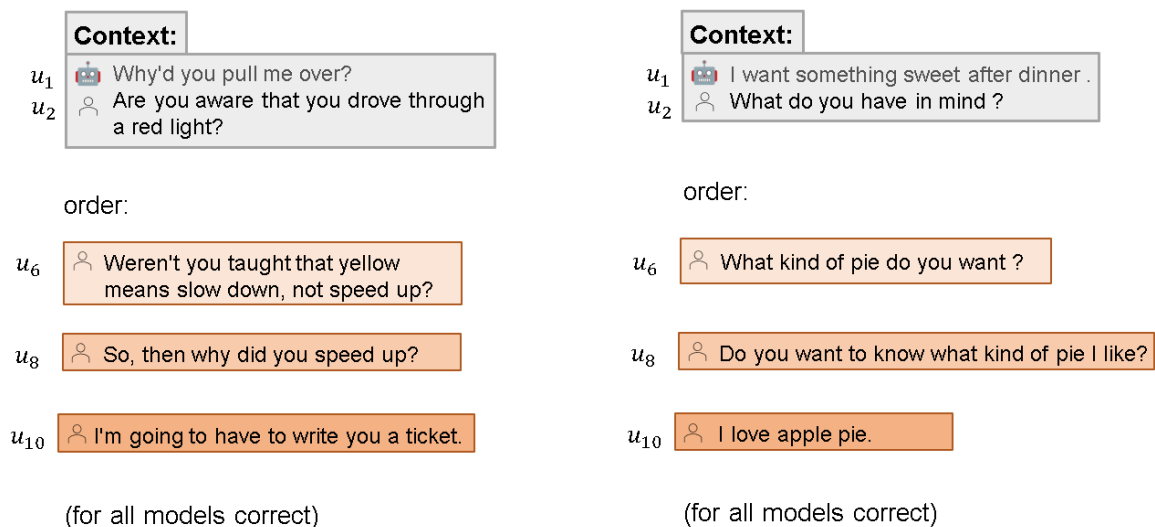 Context:
u1 Why'd you pull me over?
u2 Are you aware that you drove through
a red light?
order:
u6 Weren't you taught that yellow
means slow down, not speed up?
u8 So, then why did you speed up?
u10 I'm going to have to write you a ticket.
(for all models correct)
Context:
u1 I want something sweet after dinner .
u2 What do you have in mind ?
order:
u6 What kind of pie do you want ?
u8 Do you want to know what kind of pie I like?
u10 I love apple pie.
(for all models correct)